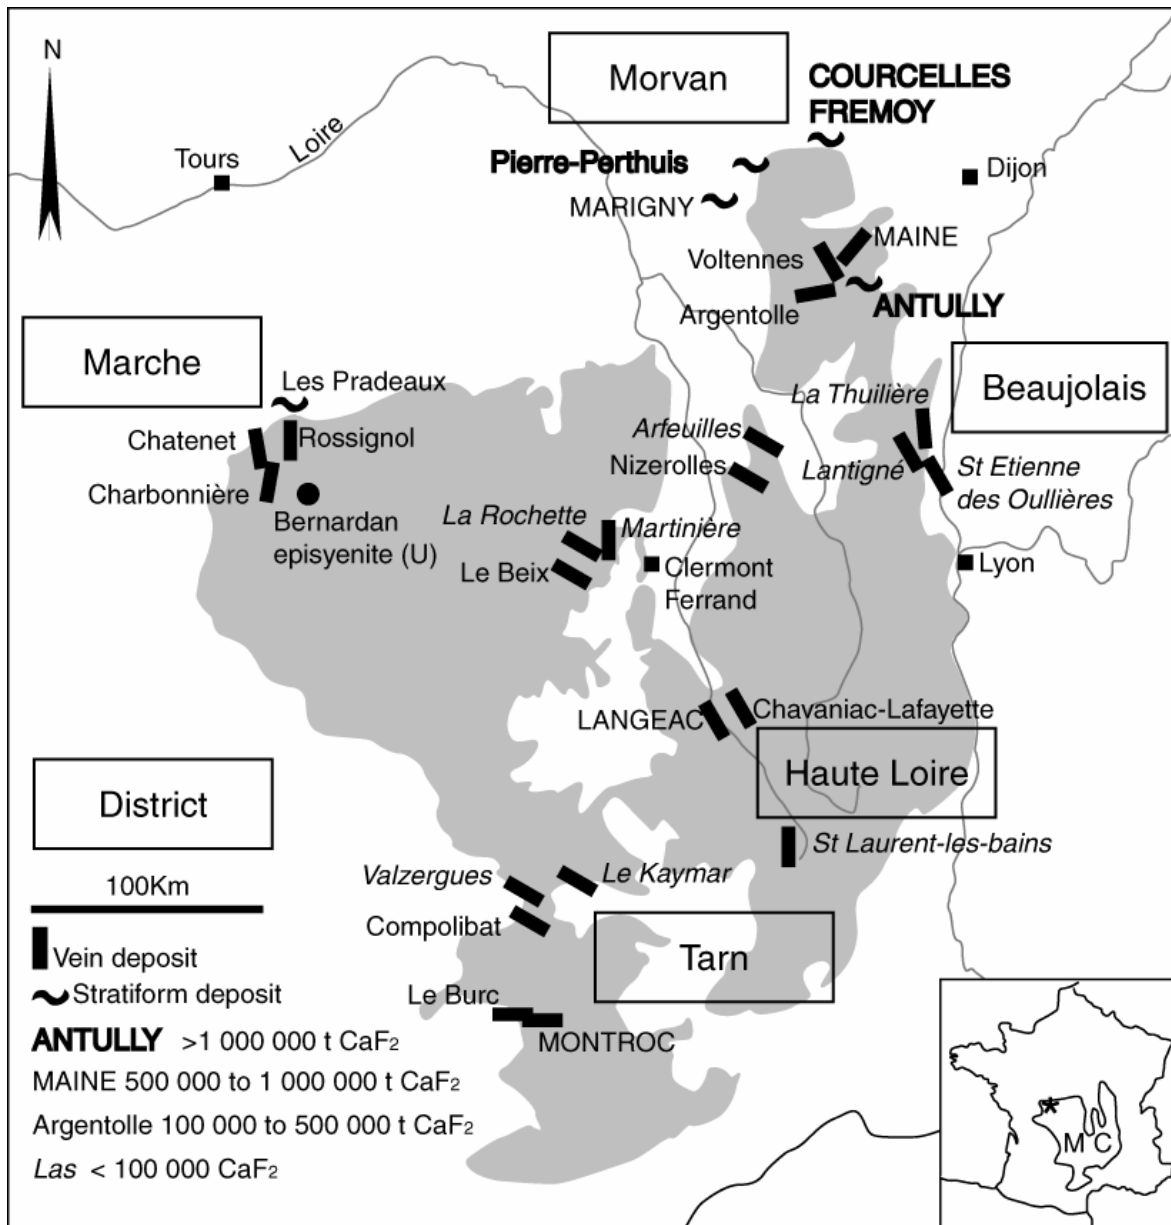 N
Morvan
COURCELLES
FREMOY
Loire
Tours
Pierre-Perthuis
Dijon
MARIGNY
MAINE
Voltennes
Argentolle
ANTULLY
Marche
Les Pradeaux
Beaujolais
La Thuilière
Chatenet
Rossignol
Arfeuilles
Nizerolles
Lantigné
St Etienne
des Oullières
Charbonnière
Bernardan
episyenite (U)
La Rochette
Martinière
Le Beix
Clermont
Ferrand
Lyon
LANGEAC
Chavaniac-Lafayette
Haute Loire
District
St Laurent-les-bains
Valzergues
Le Kaymar
100Km
Compolibat
Tarn
Vein deposit
Stratiform deposit
Le Burc
MONTROC
ANTULLY >1 000 000 t CaF₂
MAINE 500 000 to 1 000 000 t CaF₂
Argentolle 100 000 to 500 000 t CaF₂
Las < 100 000 CaF₂
*
M C